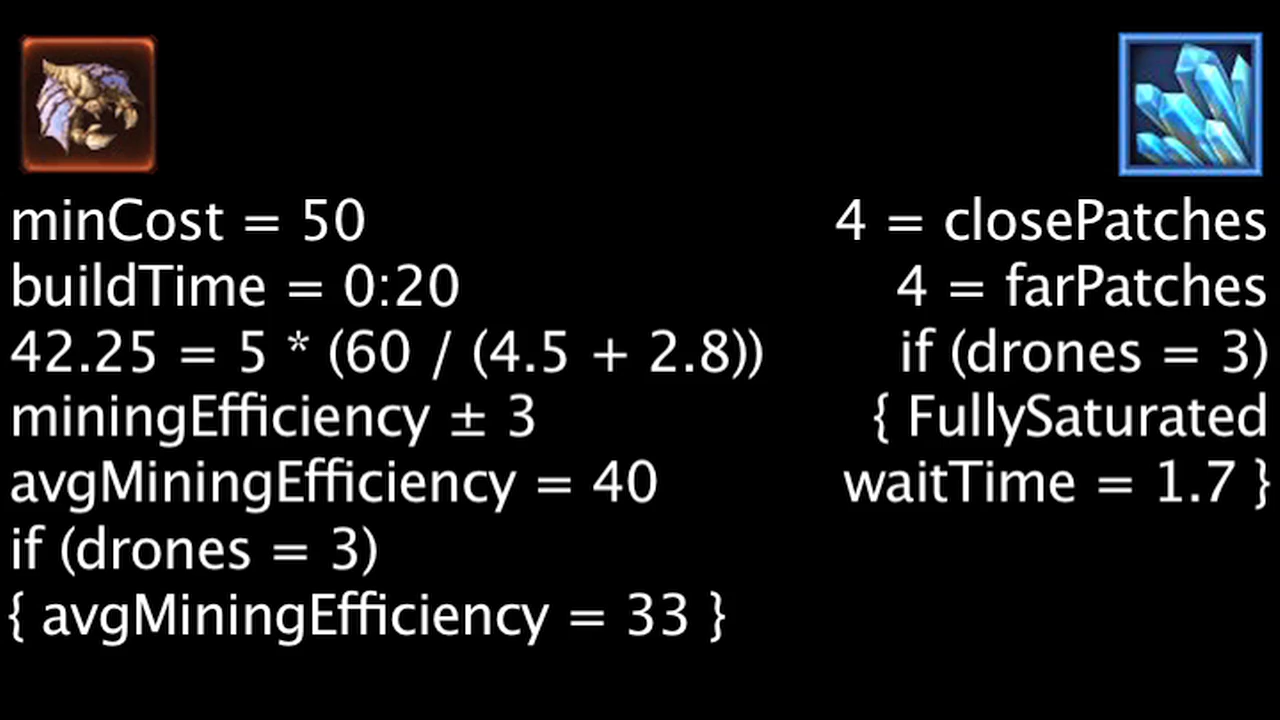 minCost = 50
buildTime = 0:20
42.25 = 5 * (60 / (4.5 + 2.8))
miningEfficiency ± 3
avgMiningEfficiency = 40
if (drones = 3)
{ avgMiningEfficiency = 33 }
4 = closePatches
4 = farPatches
if (drones = 3)
{ FullySaturated
waitTime = 1.7 }